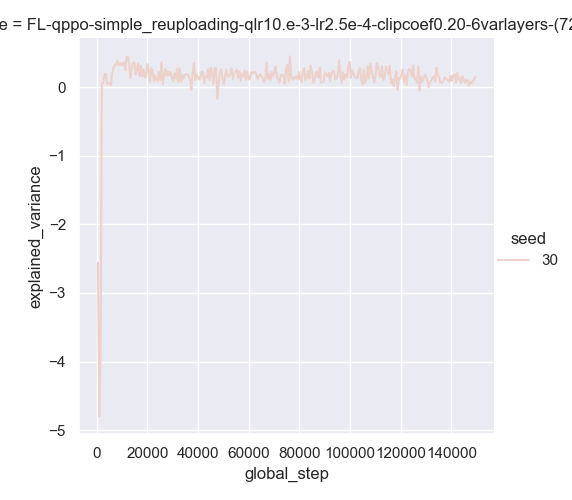 e = FL-qppo-simple_reuploading-qlr10.e-3-lr2.5e-4-clipcoef0.20-6varlayers-(72
0
−1
−2
−3
−4
−5
explained_variance
0 20000 40000 60000 80000 100000 120000 140000
global_step
seed
30